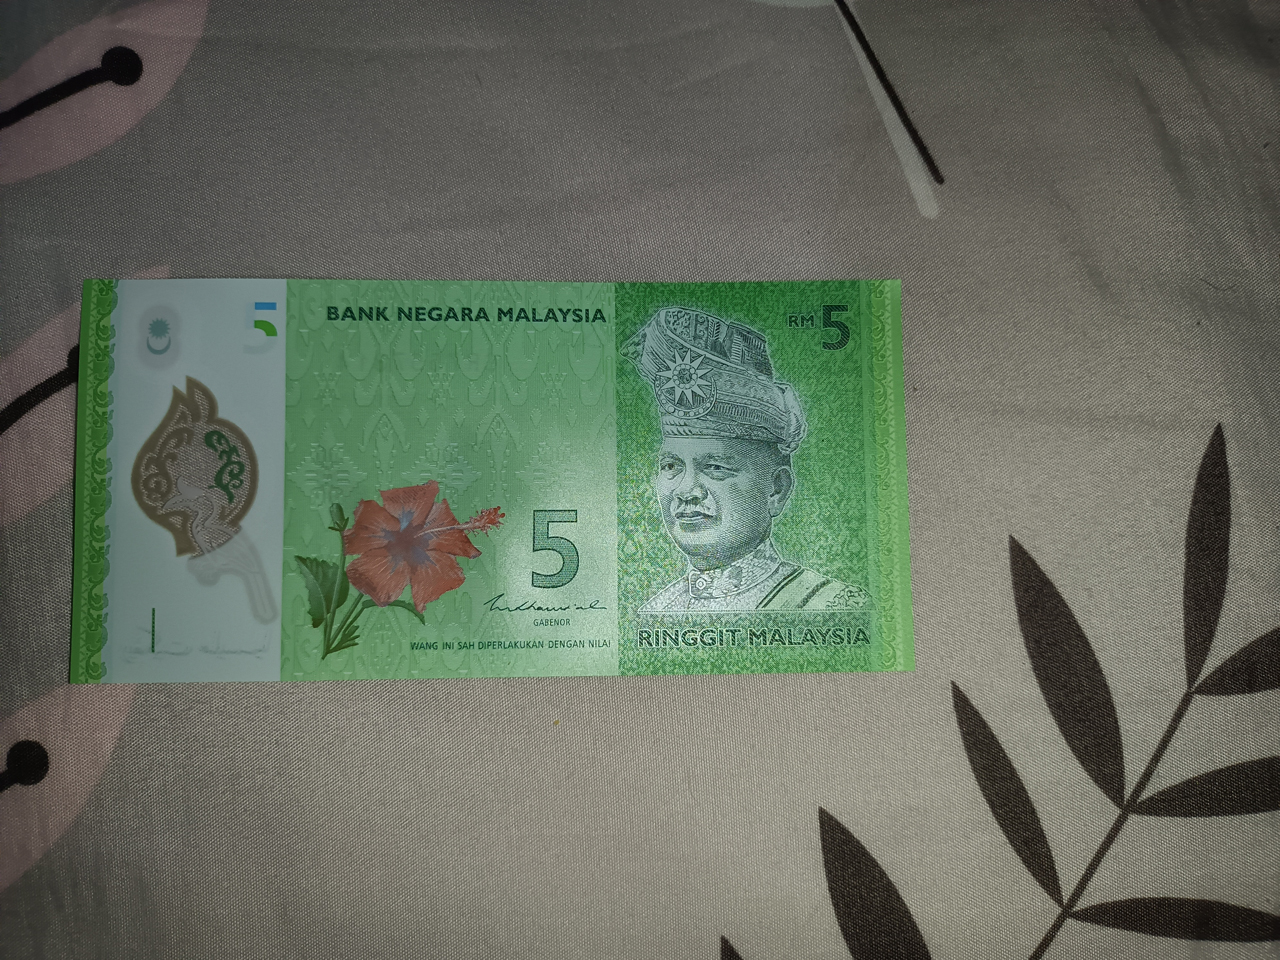 BANK NEGARA MALAYSIA
RM 5
5
5
GABENOR
WANG INI SAH DIPERLAKUKAN DENGAN NILAI
RINGGIT MALAYSIA